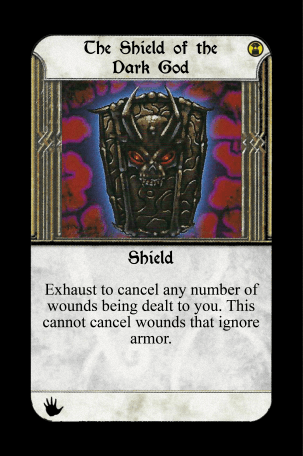 The Shield of the
Dark God
Shield
Exhaust to cancel any number of
wounds being dealt to you. This
cannot cancel wounds that ignore
armor.